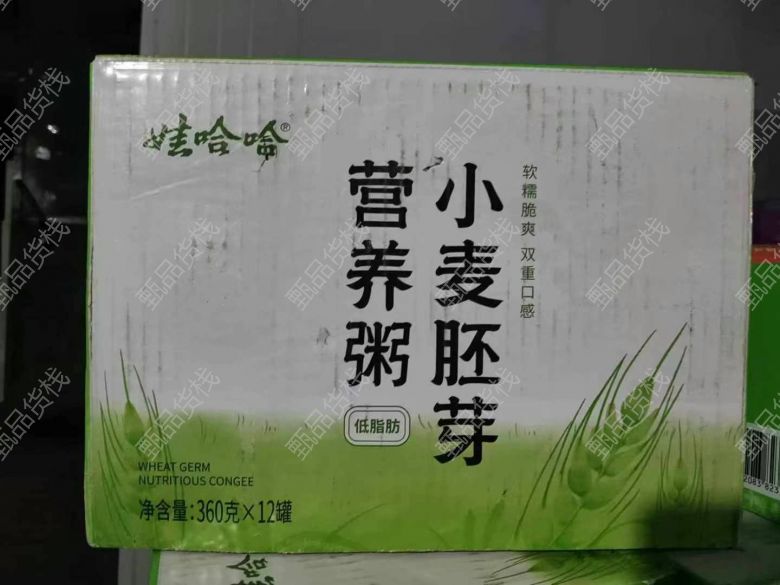 娃哈哈®
软糯脆爽 双重口感
小麦胚芽
营养粥
低脂肪
WHEAT GERM
NUTRITIOUS CONGEE
净含量:360克×12罐
甄品货栈